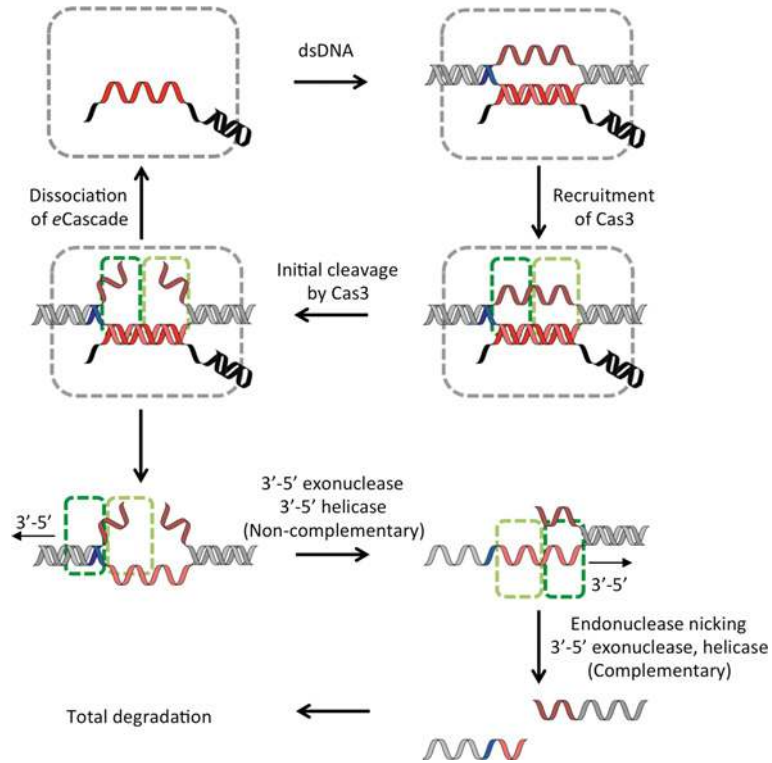 dsDNA
Dissociation
of eCascade
Recruitment
of Cas3
Initial cleavage
by Cas3
3’-5’ exonuclease
3’-5’ helicase
(Non-complementary)
3’-5’
3’-5’
Endonuclease nicking
3’-5’ exonuclease, helicase
(Complementary)
Total degradation